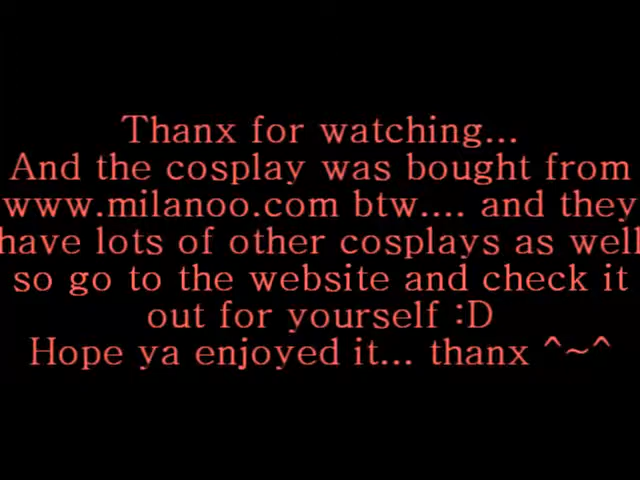 Thanx for watching...
And the cosplay was bought from
www.milanoo.com btw.... and they
have lots of other cosplays as well
so go to the website and check it
out for yourself :D
Hope ya enjoyed it... thanx ^~^